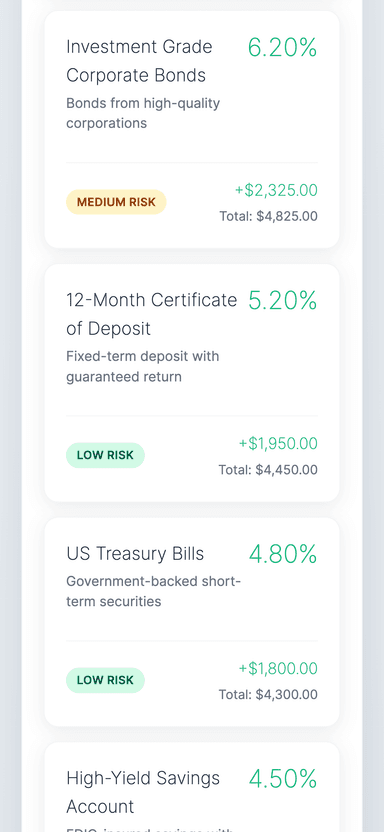 Investment Grade
Corporate Bonds
6.20%
Bonds from high-quality
corporations
MEDIUM RISK
+$2,325.00
Total: $4,825.00
12-Month Certificate
of Deposit
5.20%
Fixed-term deposit with
guaranteed return
LOW RISK
+$1,950.00
Total: $4,450.00
US Treasury Bills
4.80%
Government-backed short-
term securities
LOW RISK
+$1,800.00
Total: $4,300.00
High-Yield Savings
Account
4.50%